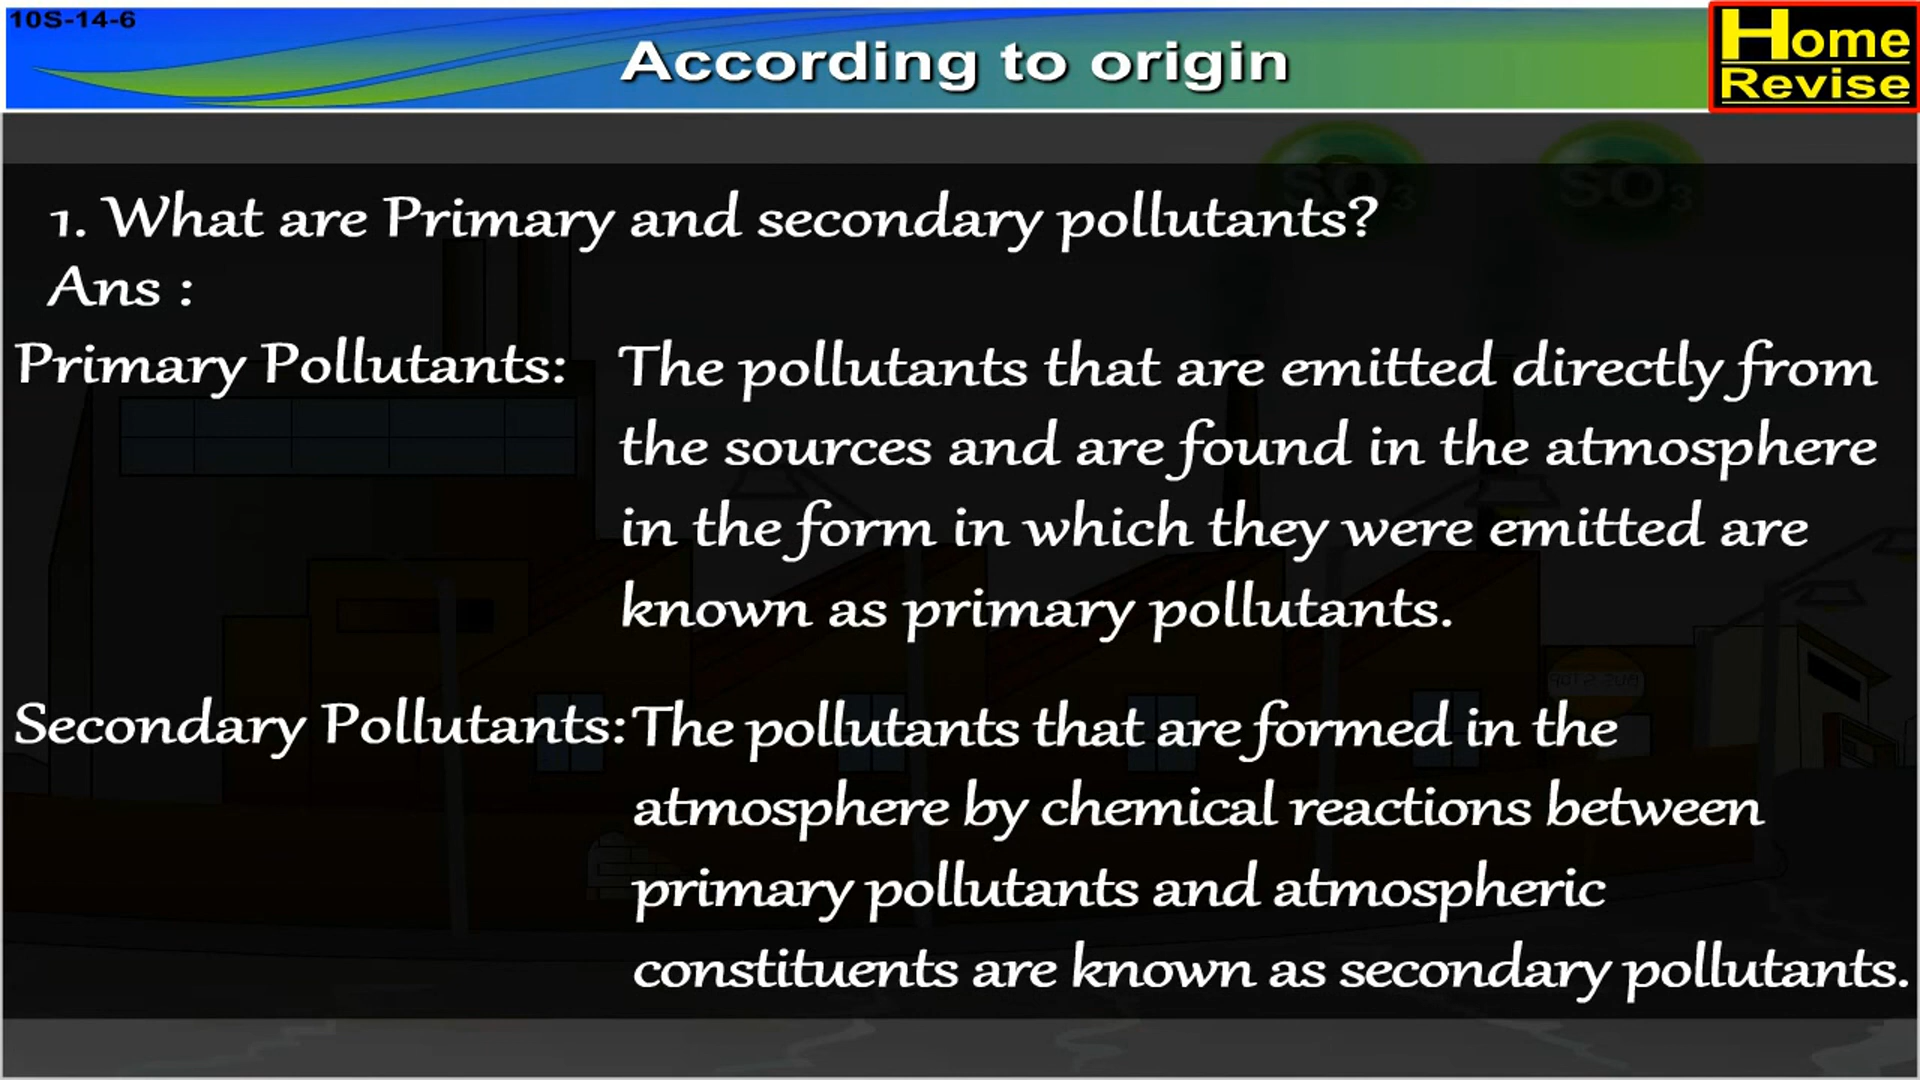 10S-14-6
According to origin
Home
Revise
SO3
SO3
1. What are Primary and secondary pollutants?
Ans :
Primary Pollutants: The pollutants that are emitted directly from
the sources and are found in the atmosphere
in the form in which they were emitted are
known as primary pollutants.
Secondary Pollutants: The pollutants that are formed in the
atmosphere by chemical reactions between
primary pollutants and atmospheric
constituents are known as secondary pollutants.